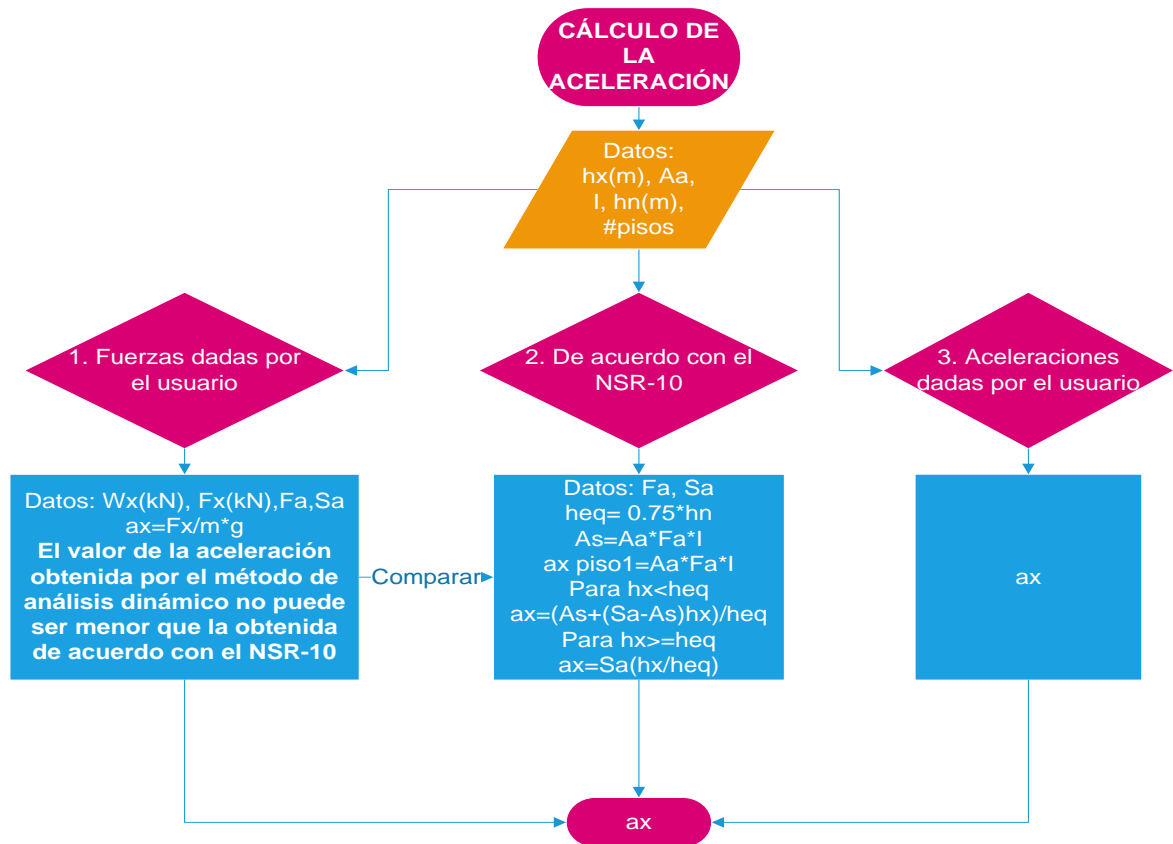 CÁLCULO DE
LA
ACELERACIÓN
Datos:
hx(m), Aa,
I, hn(m),
#pisos
1. Fuerzas dadas por
el usuario
2. De acuerdo con el
NSR-10
3. Aceleraciones
dadas por el usuario
Datos: Wx(kN), Fx(kN),Fa,Sa
ax=Fx/m*g
El valor de la aceleración
obtenida por el método de
análisis dinámico no puede
ser menor que la obtenida
de acuerdo con el NSR-10
Comparar
Datos: Fa, Sa
heq= 0.75*hn
As=Aa*Fa*I
ax piso1=Aa*Fa*I
Para hx<heq
ax=(As+(Sa-As)hx)/heq
Para hx>=heq
ax=Sa(hx/heq)
ax
ax